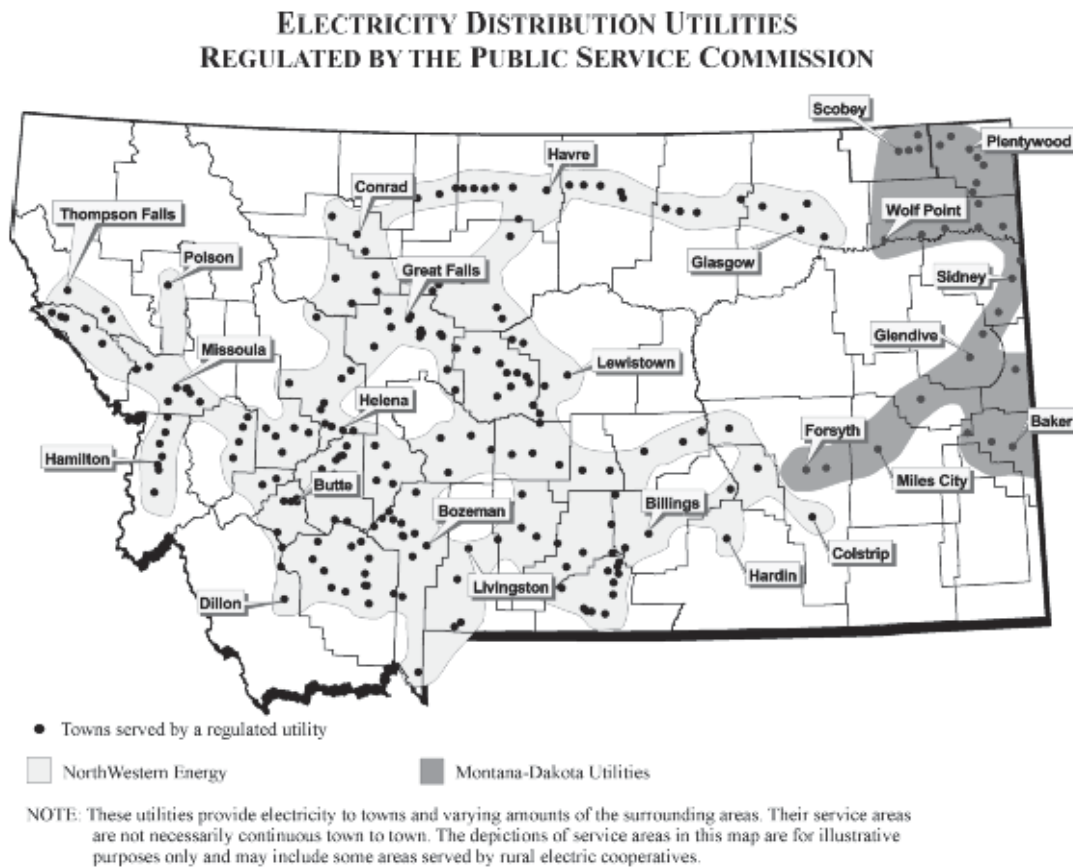 ELECTRICITY DISTRIBUTION UTILITIES
REGULATED BY THE PUBLIC SERVICE COMMISSION
Scobey
Plentywood
Havre
Conrad
Thompson Falls
Wolf Point
Polson
Glasgow
Great Falls
Sidney
Glendive
Missoula
Lewistown
Helena
Baker
Forsyth
Hamilton
Miles City
Butte
Billings
Bozeman
Colstrip
Hardin
Livingston
Dillon
Towns served by a regulated utility
NorthWestern Energy
Montana-Dakota Utilities
NOTE: These utilities provide electricity to towns and varying amounts of the surrounding areas. Their service areas
are not necessarily continuous town to town. The depictions of service areas in this map are for illustrative
purposes only and may include some areas served by rural electric cooperatives.